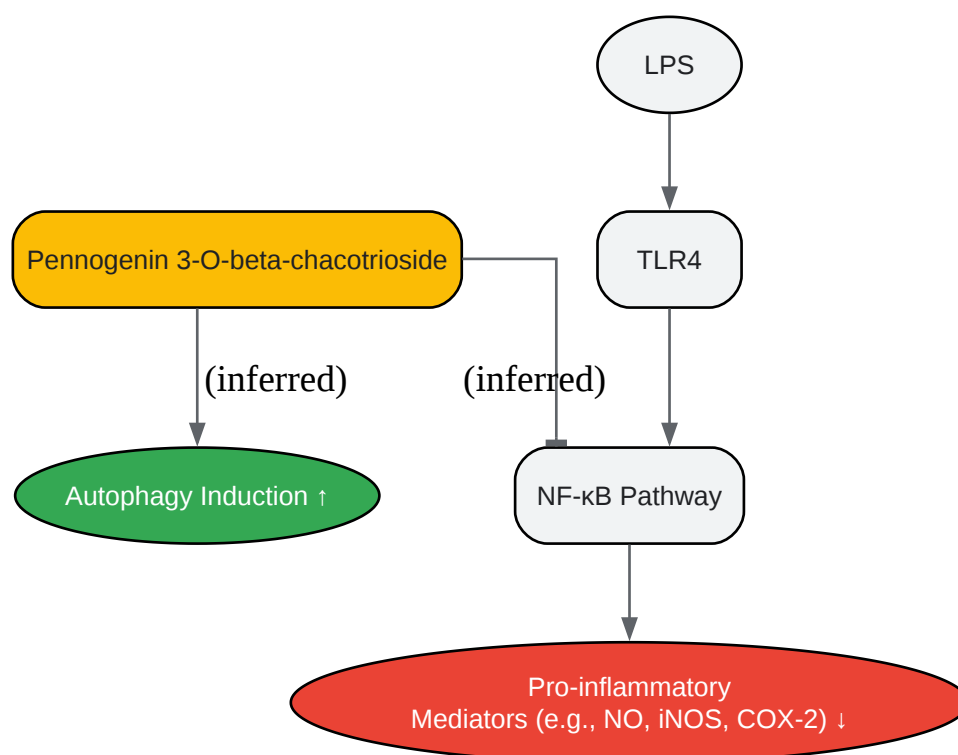 LPS
Pennogenin 3-O-beta-chacotrioside
TLR4
(inferred)
(inferred)
Autophagy Induction ↑
NF-κB Pathway
Pro-inflammatory
Mediators (e.g., NO, iNOS, COX-2) ↓